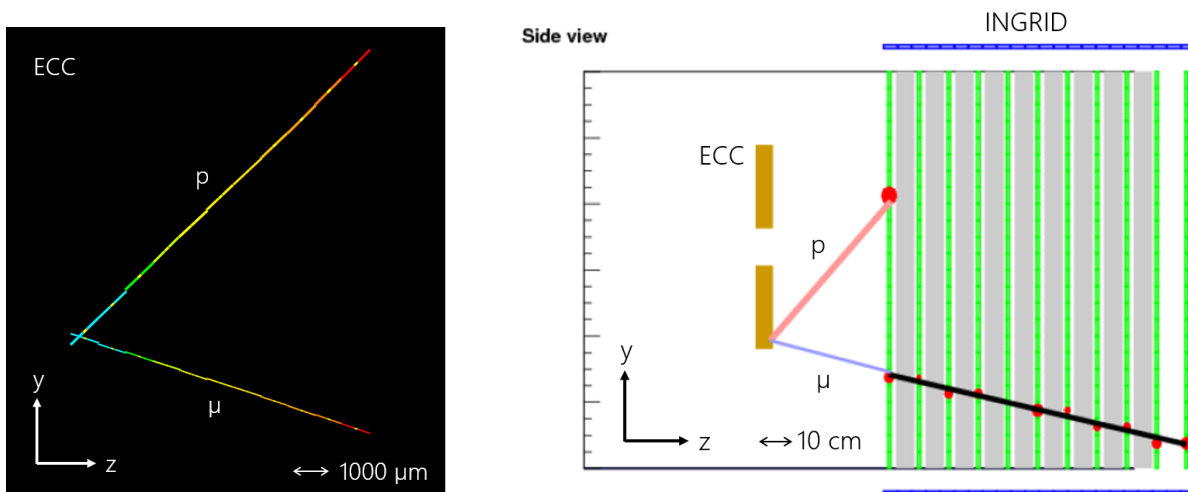 ECC
p
μ
y
z
1000 μm
Side view
INGRID
ECC
p
μ
y
z
10 cm